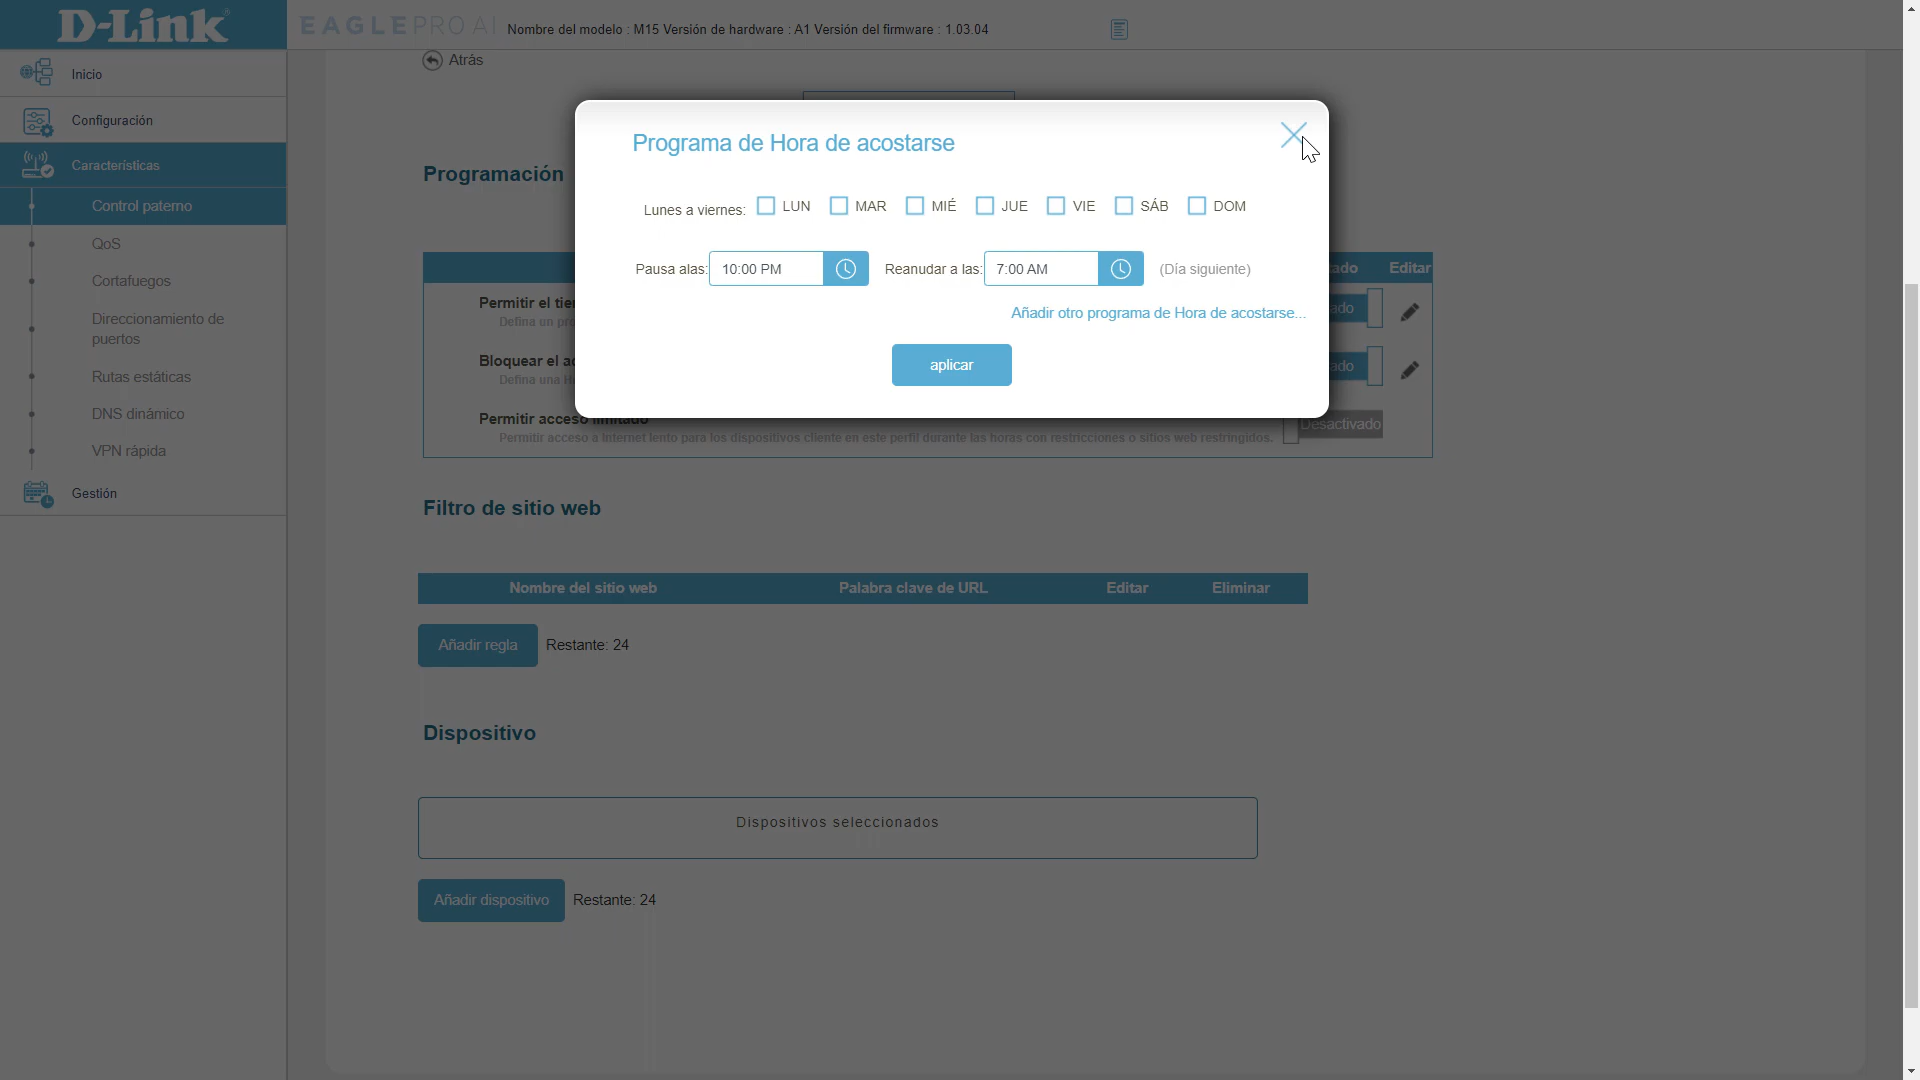 D-Link®
EAGLE PRO AI
Nombre del modelo : M15 Versión de hardware : A1 Versión del firmware : 1.03.04
Inicio
Configuración
Características
Control paterno
QoS
Cortafuegos
Direccionamiento de
puertos
Rutas estáticas
DNS dinámico
VPN rápida
Gestión
Atrás
Programación
Programa de Hora de acostarse
Lunes a viernes: LUN MAR MIÉ JUE VIE SÁB DOM
Pausa alas: 10:00 PM Reanudar a las: 7:00 AM (Día siguiente)
Añadir otro programa de Hora de acostarse...
aplicar
Editar
Permitir el
Defina un
Bloquear el
Defina una
Permitir acceso limitado
Permitir acceso a Internet lento para los dispositivos cliente en este perfil durante las horas con restricciones o sitios web restringidos.
Desactivado
Filtro de sitio web
Nombre del sitio web Palabra clave de URL Editar Eliminar
Añadir regla Restante: 24
Dispositivo
Dispositivos seleccionados
Añadir dispositivo Restante: 24